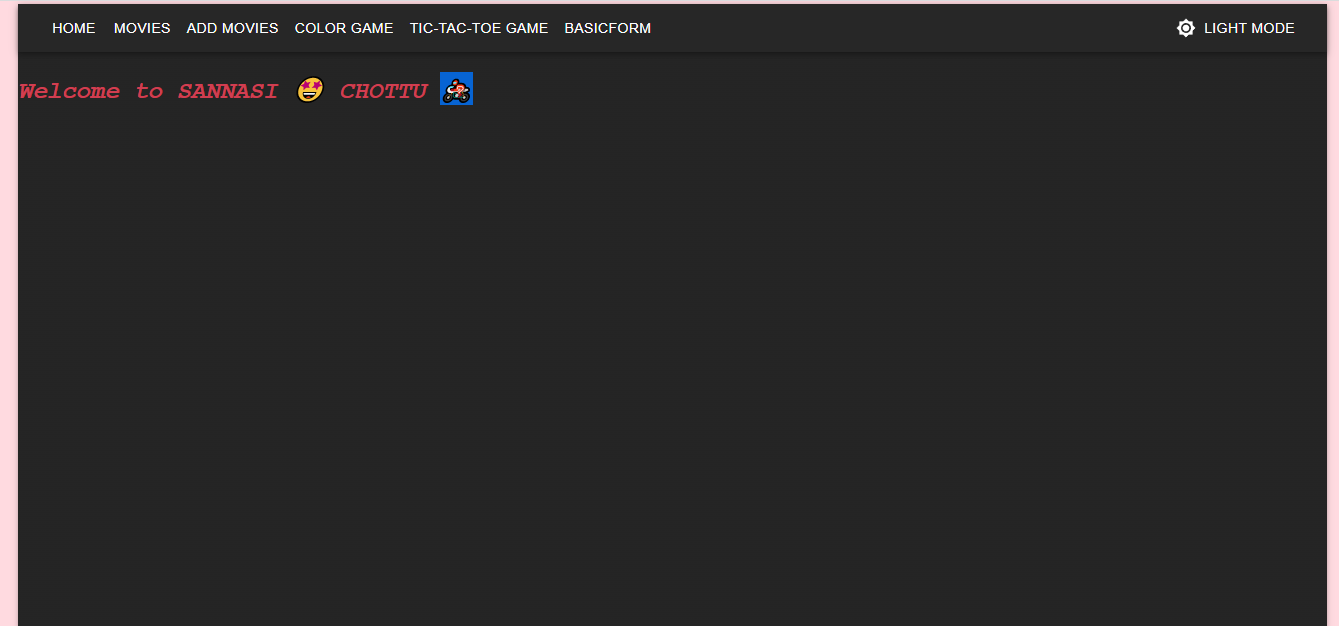 HOME MOVIES ADD MOVIES COLOR GAME TIC-TAC-TOE GAME BASICFORM LIGHT MODE
Welcome to SANNASI 🤩 CHOTTU 🏍